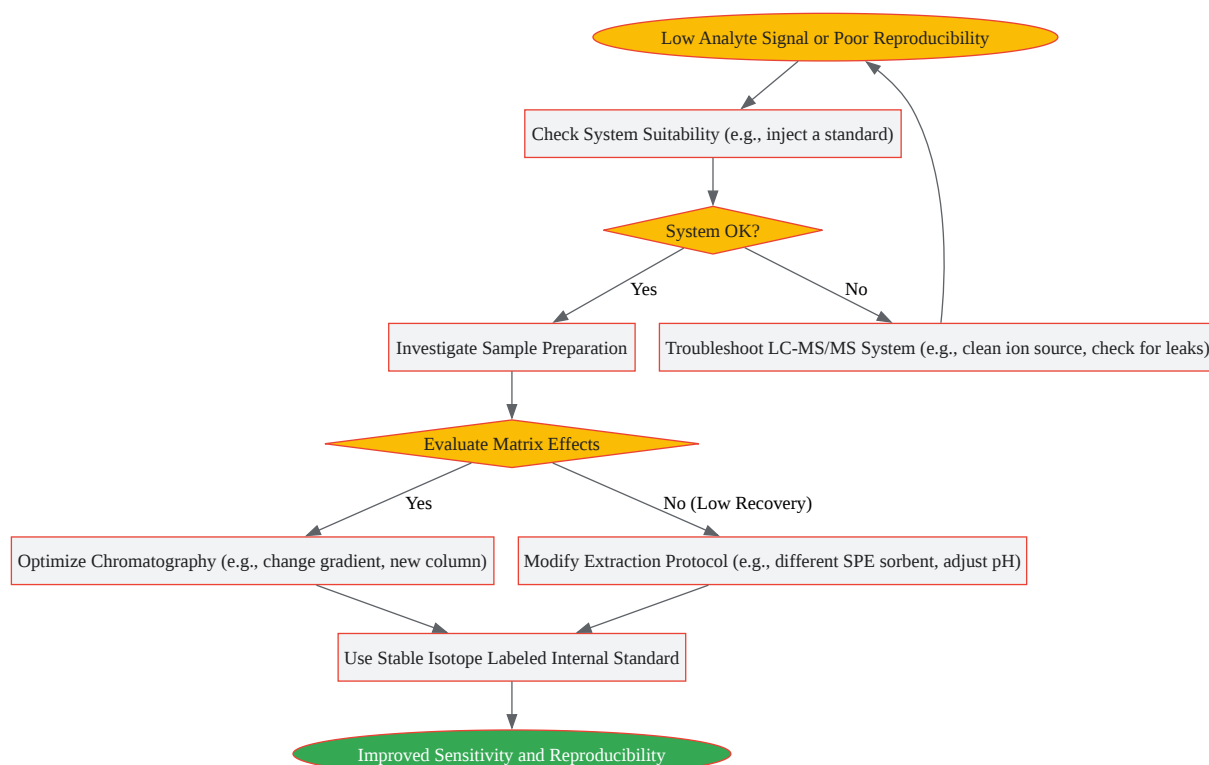 Low Analyte Signal or Poor Reproducibility
Check System Suitability (e.g., inject a standard)
System OK?
Yes
No
Investigate Sample Preparation
Troubleshoot LC-MS/MS System (e.g., clean ion source, check for leaks)
Evaluate Matrix Effects
Yes
No (Low Recovery)
Optimize Chromatography (e.g., change gradient, new column)
Modify Extraction Protocol (e.g., different SPE sorbent, adjust pH)
Use Stable Isotope Labeled Internal Standard
Improved Sensitivity and Reproducibility